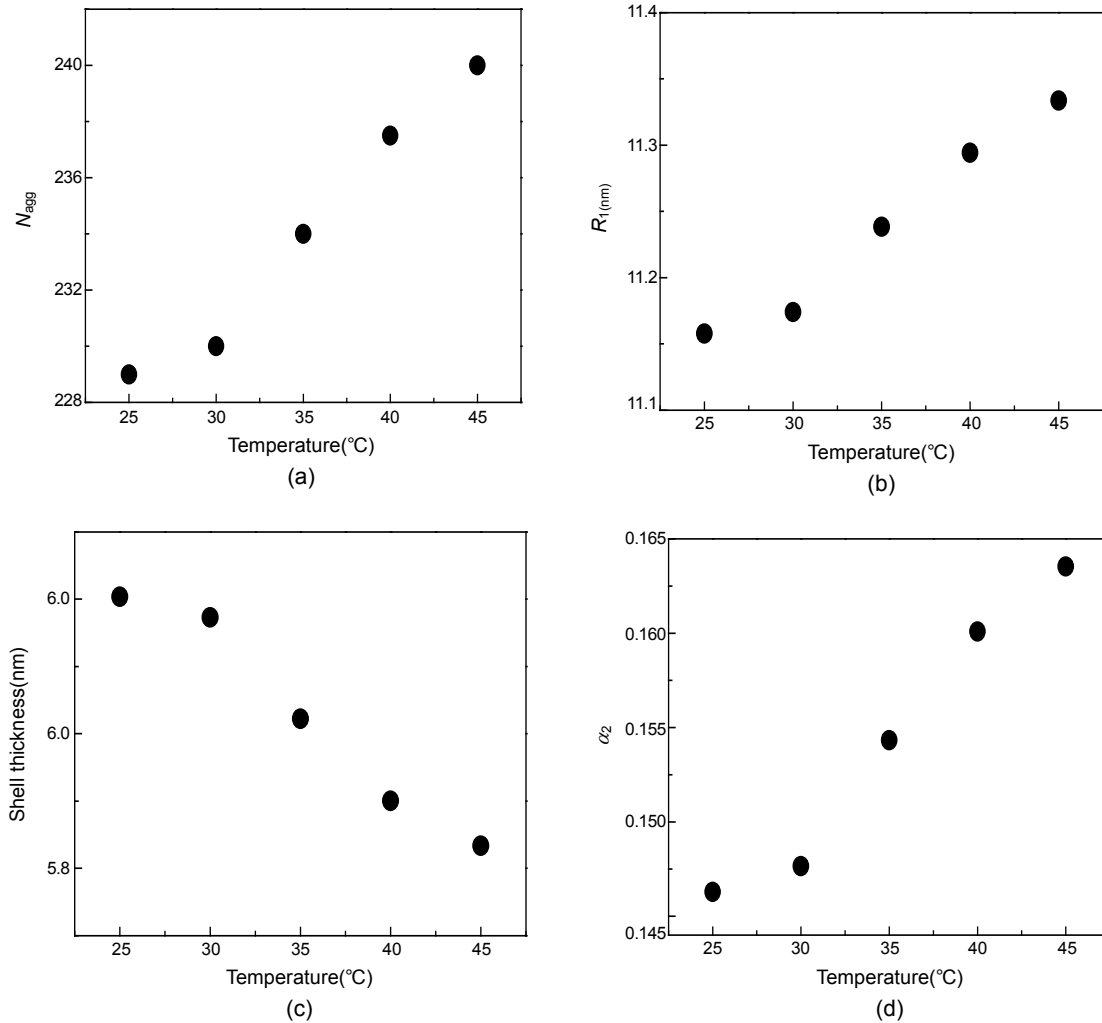 240
236
232
228
N_agg
25 30 35 40 45
Temperature(°C)
(a)
11.4
11.3
11.2
11.1
R_1(nm)
25 30 35 40 45
Temperature(°C)
(b)
6.0
6.0
5.8
Shell thickness(nm)
25 30 35 40 45
Temperature(°C)
(c)
0.165
0.160
0.155
0.150
0.145
α_2
25 30 35 40 45
Temperature(°C)
(d)